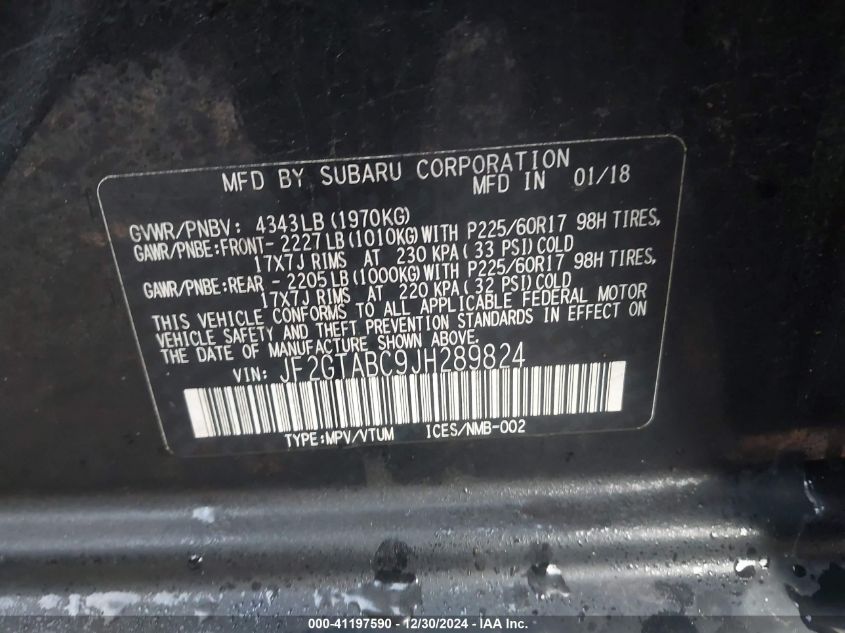 MFD BY SUBARU CORPORATION
MFD IN 01/18
GVWR/PNBV: 4343LB (1970KG)
GAWR/PNBE:FRONT- 2227LB (1010KG) WITH P225/60R17 98H TIRES,
17X7J RIMS AT 230 KPA ( 33 PSI) COLD
GAWR/PNBE:REAR - 2205LB (1000KG) WITH P225/60R17 98H TIRES,
17X7J RIMS AT 220 KPA ( 32 PSI) COLD
THIS VEHICLE CONFORMS TO ALL APPLICABLE FEDERAL MOTOR
VEHICLE SAFETY AND THEFT PREVENTION STANDARDS IN EFFECT ON
THE DATE OF MANUFACTURE SHOWN ABOVE.
VIN: JF2GTABC9JH289824
TYPE:MPV/VTUM ICES/NMB-002
000-41197590 - 12/30/2024 - IAA Inc.